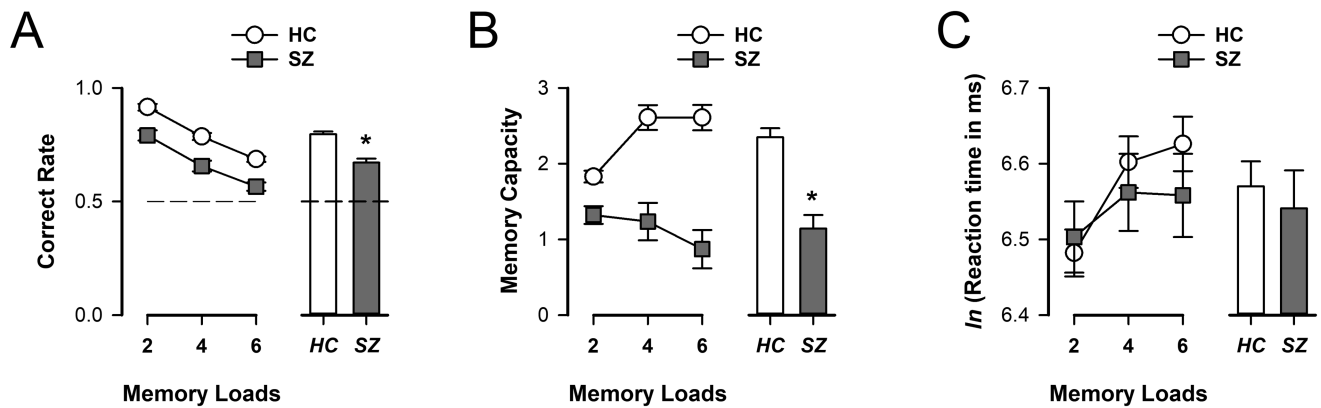 A
HC
SZ
1.0
0.5
0.0
Correct Rate
*
2 4 6
HC SZ
Memory Loads
B
HC
SZ
3
2
1
0
Memory Capacity
*
2 4 6
HC SZ
Memory Loads
C
HC
SZ
6.7
6.6
6.5
6.4
ln (Reaction time in ms)
2 4 6
HC SZ
Memory Loads